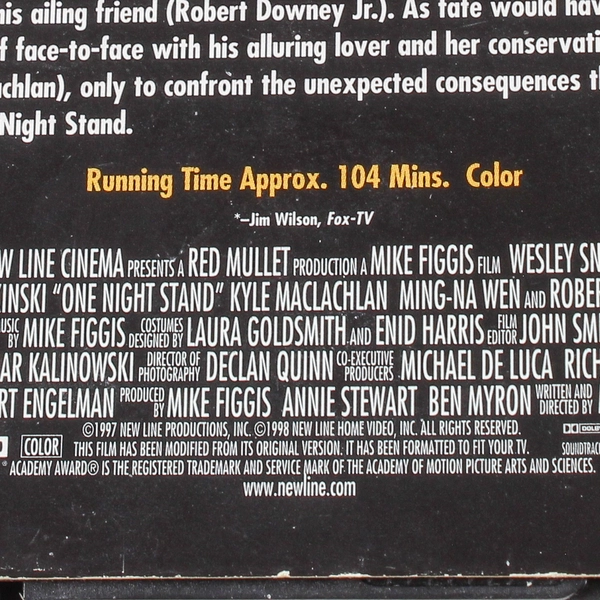 his ailing friend (Robert Downey Jr.). As fate would hav
f face-to-face with his alluring lover and her conservati
chlan), only to confront the unexpected consequences t
Night Stand.
Running Time Approx. 104 Mins. Color
*–Jim Wilson, Fox-TV
W LINE CINEMA PRESENTS A RED MULLET PRODUCTION A MIKE FIGGIS FILM WESLEY SN
KINSKI "ONE NIGHT STAND" KYLE MACLACHLAN MING-NA WEN AND ROBER
MUSIC BY MIKE FIGGIS COSTUMES DESIGNED BY LAURA GOLDSMITH AND ENID HARRIS FILM EDITOR JOHN SMI
AR KALINOWSKI DIRECTOR OF PHOTOGRAPHY DECLAN QUINN CO-EXECUTIVE PRODUCERS MICHAEL DE LUCA RICH
RT ENGELMAN PRODUCED BY MIKE FIGGIS ANNIE STEWART BEN MYRON WRITTEN AND DIRECTED BY
©1997 NEW LINE PRODUCTIONS, INC. ©1998 NEW LINE HOME VIDEO, INC. ALL RIGHTS RESERVED.
COLOR THIS FILM HAS BEEN MODIFIED FROM ITS ORIGINAL VERSION. IT HAS BEEN FORMATTED TO FIT YOUR TV. SOUNDTRACK
ACADEMY AWARD® IS THE REGISTERED TRADEMARK AND SERVICE MARK OF THE ACADEMY OF MOTION PICTURE ARTS AND SCIENCES.
www.newline.com